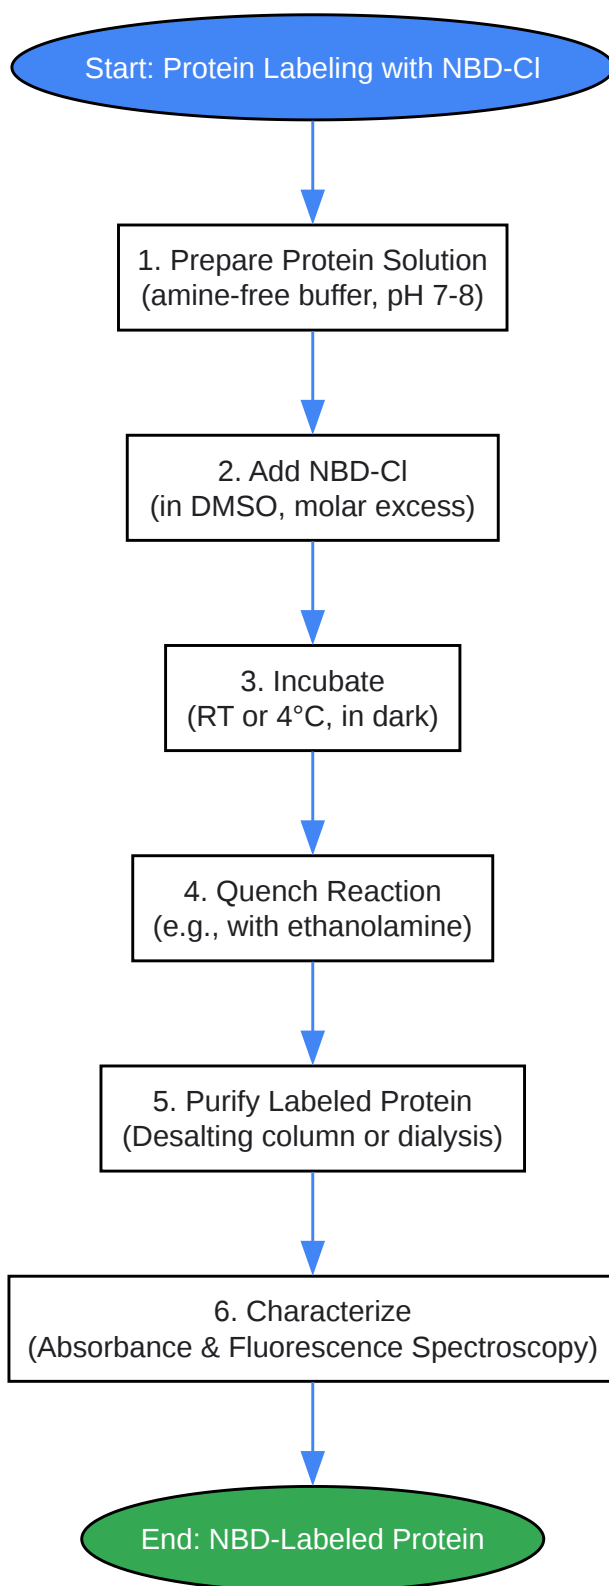 Start: Protein Labeling with NBD-Cl
1. Prepare Protein Solution
(amine-free buffer, pH 7-8)
2. Add NBD-Cl
(in DMSO, molar excess)
3. Incubate
(RT or 4°C, in dark)
4. Quench Reaction
(e.g., with ethanolamine)
5. Purify Labeled Protein
(Desalting column or dialysis)
6. Characterize
(Absorbance & Fluorescence Spectroscopy)
End: NBD-Labeled Protein